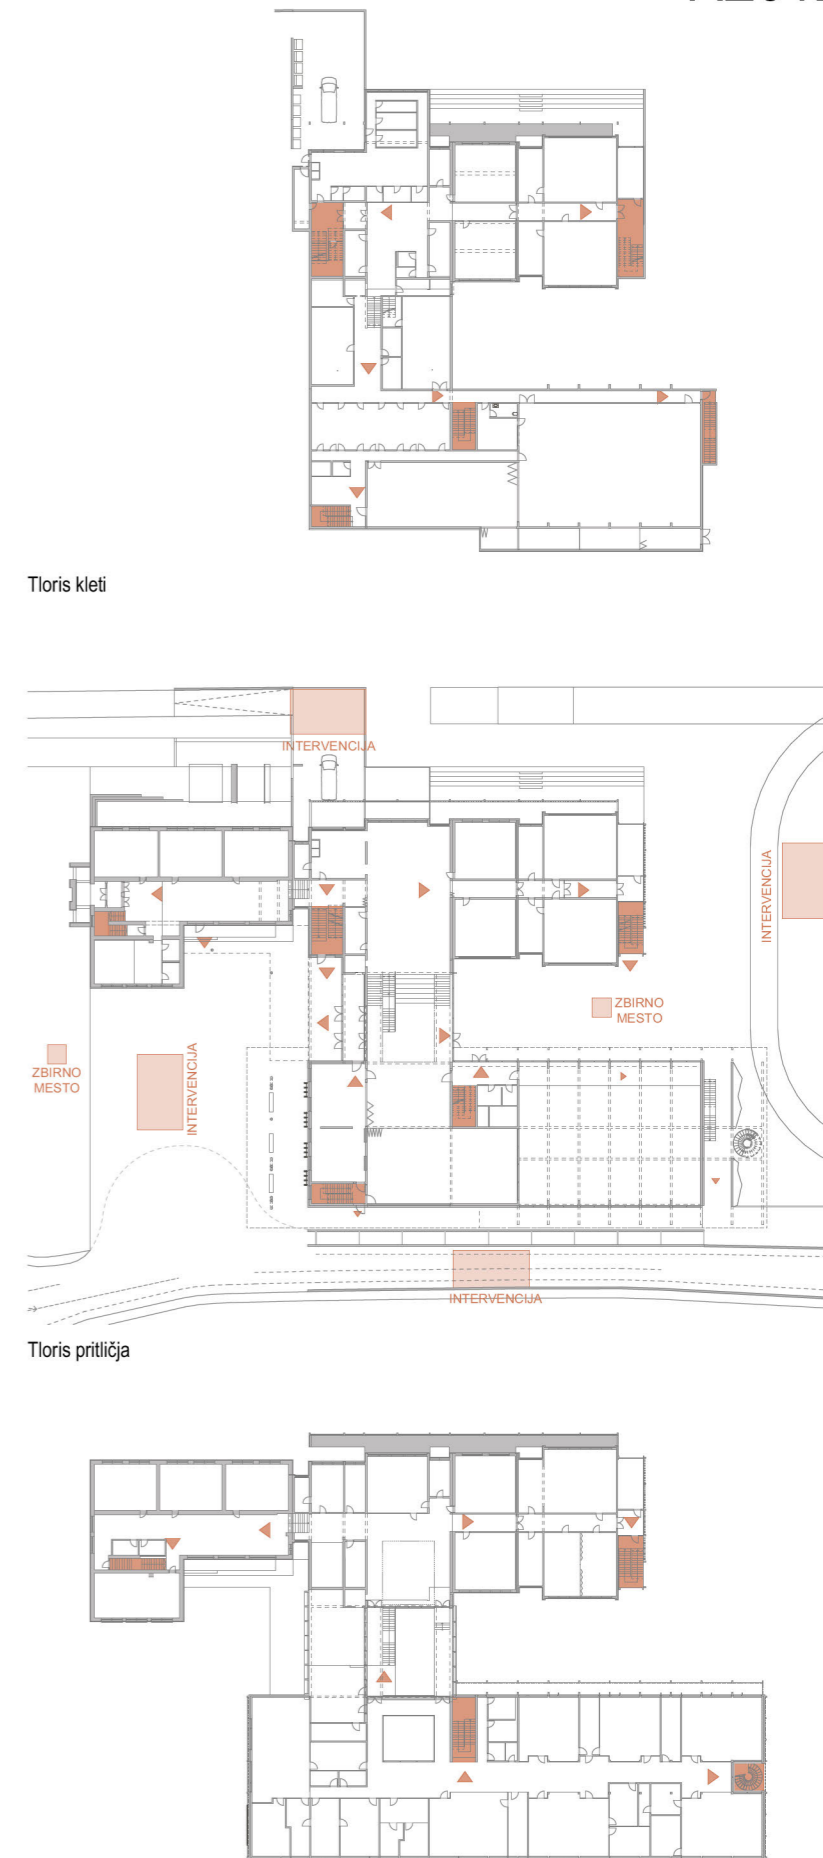 Tloris kleti
INTERVENCIJA
INTERVENCIJA
ZBIRNO
MESTO
ZBIRNO
MESTO
INTERVENCIJA
INTERVENCIJA
Tloris pritličja